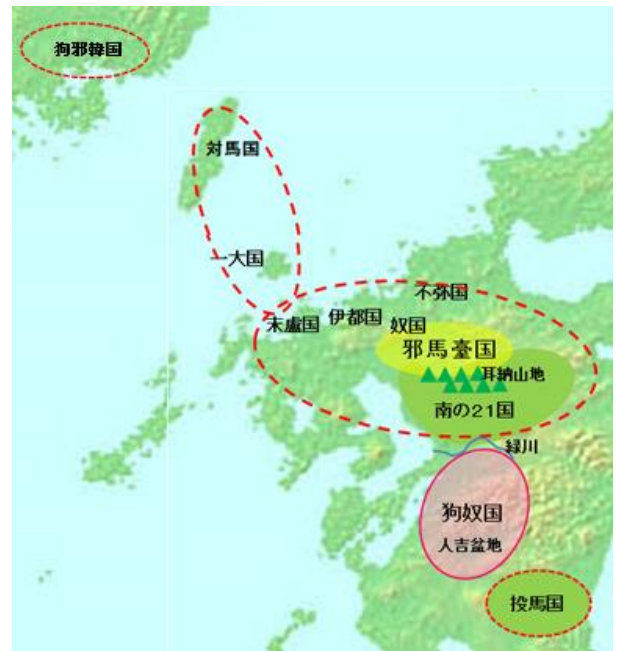 狗邪韓国
対馬国
一大国
不弥国
末盧国
伊都国
奴国
邪馬臺国
耳納山地
南の21国
緑川
狗奴国
人吉盆地
投馬国